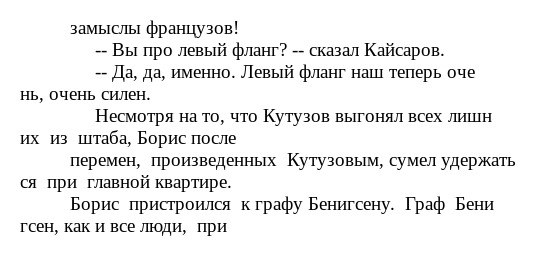 замыслы французов!
-- Вы про левый фланг? -- сказал Кайсаров.
-- Да, да, именно. Левый фланг наш теперь оче
нь, очень силен.
Несмотря на то, что Кутузов выгонял всех лишн
их  из  штаба, Борис после
перемен,  произведенных  Кутузовым, сумел удержать
ся  при  главной квартире.
Борис  пристроился  к графу Бенигсену.  Граф  Бени
гсен, как и все люди,  при